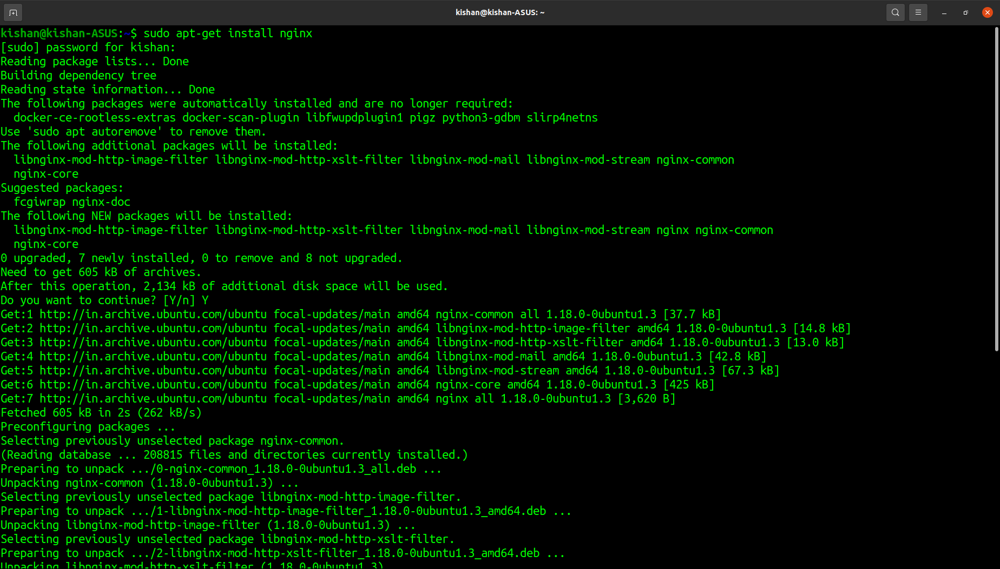 kishan@kishan-ASUS: ~
kishan@kishan-ASUS:~$ sudo apt-get install nginx
[sudo] password for kishan:
Reading package lists... Done
Building dependency tree
Reading state information... Done
The following packages were automatically installed and are no longer required:
  docker-ce-rootless-extras docker-scan-plugin libfwupdplugin1 pigz python3-gdbm slirp4netns
Use 'sudo apt autoremove' to remove them.
The following additional packages will be installed:
  libnginx-mod-http-image-filter libnginx-mod-http-xslt-filter libnginx-mod-mail libnginx-mod-stream nginx-common
  nginx-core
Suggested packages:
  fcgiwrap nginx-doc
The following NEW packages will be installed:
  libnginx-mod-http-image-filter libnginx-mod-http-xslt-filter libnginx-mod-mail libnginx-mod-stream nginx nginx-common
  nginx-core
0 upgraded, 7 newly installed, 0 to remove and 8 not upgraded.
Need to get 605 kB of archives.
After this operation, 2,134 kB of additional disk space will be used.
Do you want to continue? [Y/n] Y
Get:1 http://in.archive.ubuntu.com/ubuntu focal-updates/main amd64 nginx-common all 1.18.0-0ubuntu1.3 [37.7 kB]
Get:2 http://in.archive.ubuntu.com/ubuntu focal-updates/main amd64 libnginx-mod-http-image-filter amd64 1.18.0-0ubuntu1.3 [14.8 kB]
Get:3 http://in.archive.ubuntu.com/ubuntu focal-updates/main amd64 libnginx-mod-http-xslt-filter amd64 1.18.0-0ubuntu1.3 [13.0 kB]
Get:4 http://in.archive.ubuntu.com/ubuntu focal-updates/main amd64 libnginx-mod-mail amd64 1.18.0-0ubuntu1.3 [42.8 kB]
Get:5 http://in.archive.ubuntu.com/ubuntu focal-updates/main amd64 libnginx-mod-stream amd64 1.18.0-0ubuntu1.3 [67.3 kB]
Get:6 http://in.archive.ubuntu.com/ubuntu focal-updates/main amd64 nginx-core amd64 1.18.0-0ubuntu1.3 [425 kB]
Get:7 http://in.archive.ubuntu.com/ubuntu focal-updates/main amd64 nginx all 1.18.0-0ubuntu1.3 [3,620 B]
Fetched 605 kB in 2s (262 kB/s)
Preconfiguring packages ...
Selecting previously unselected package nginx-common.
(Reading database ... 208815 files and directories currently installed.)
Preparing to unpack .../0-nginx-common_1.18.0-0ubuntu1.3_all.deb ...
Unpacking nginx-common (1.18.0-0ubuntu1.3) ...
Selecting previously unselected package libnginx-mod-http-image-filter.
Preparing to unpack .../1-libnginx-mod-http-image-filter_1.18.0-0ubuntu1.3_amd64.deb ...
Unpacking libnginx-mod-http-image-filter (1.18.0-0ubuntu1.3) ...
Selecting previously unselected package libnginx-mod-http-xslt-filter.
Preparing to unpack .../2-libnginx-mod-http-xslt-filter_1.18.0-0ubuntu1.3_amd64.deb ...
Unpacking libnginx-mod-http-xslt-filter (1.18.0-0ubuntu1.3)